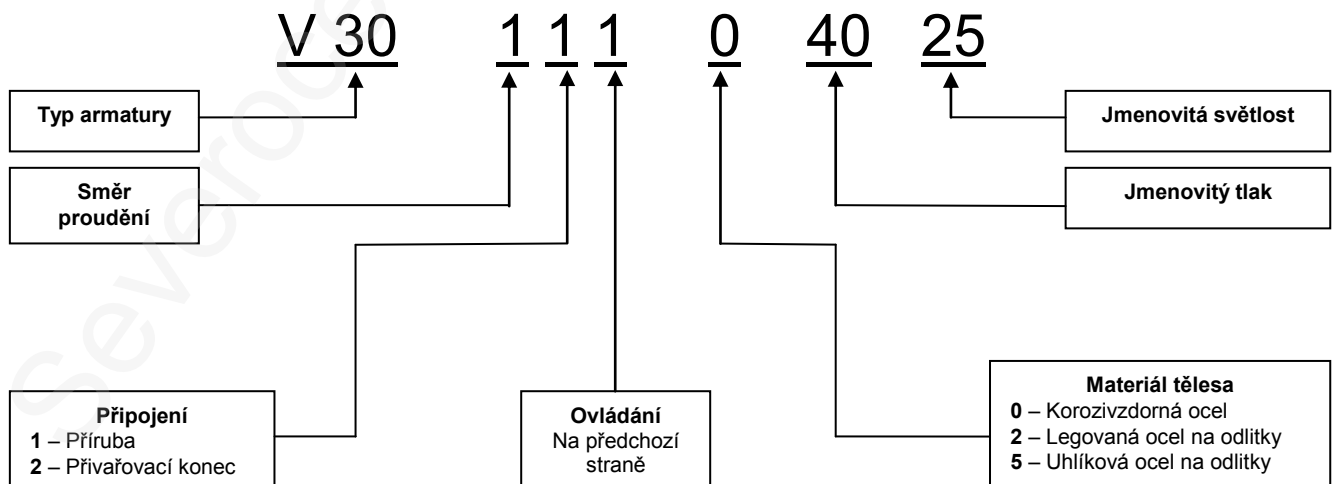 V 30 1 1 1 0 40 25
Typ armatury
Jmenovitá světlost
Směr
proudění
Jmenovitý tlak
Připojení
1 – Příruba
2 – Přivařovací konec
Ovládání
Na předchozí
straně
Materiál tělesa
0 – Korozivzdorná ocel
2 – Legovaná ocel na odlitky
5 – Uhlíková ocel na odlitky